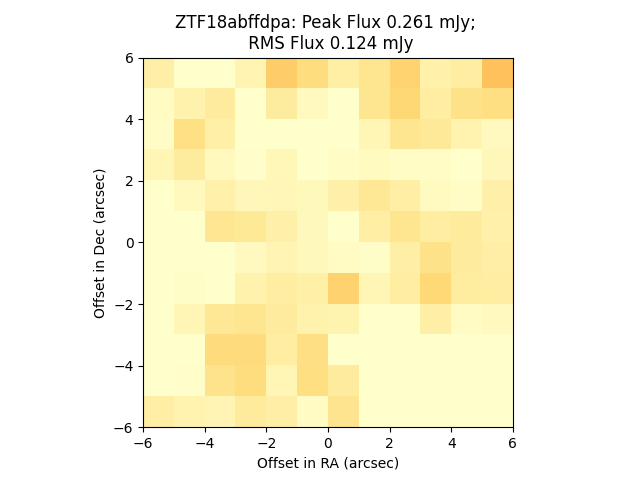 ZTF18abffdpa: Peak Flux 0.261 mJy;
RMS Flux 0.124 mJy
6
4
2
0
−2
−4
−6
Offset in Dec (arcsec)
−6 −4 −2 0 2 4 6
Offset in RA (arcsec)